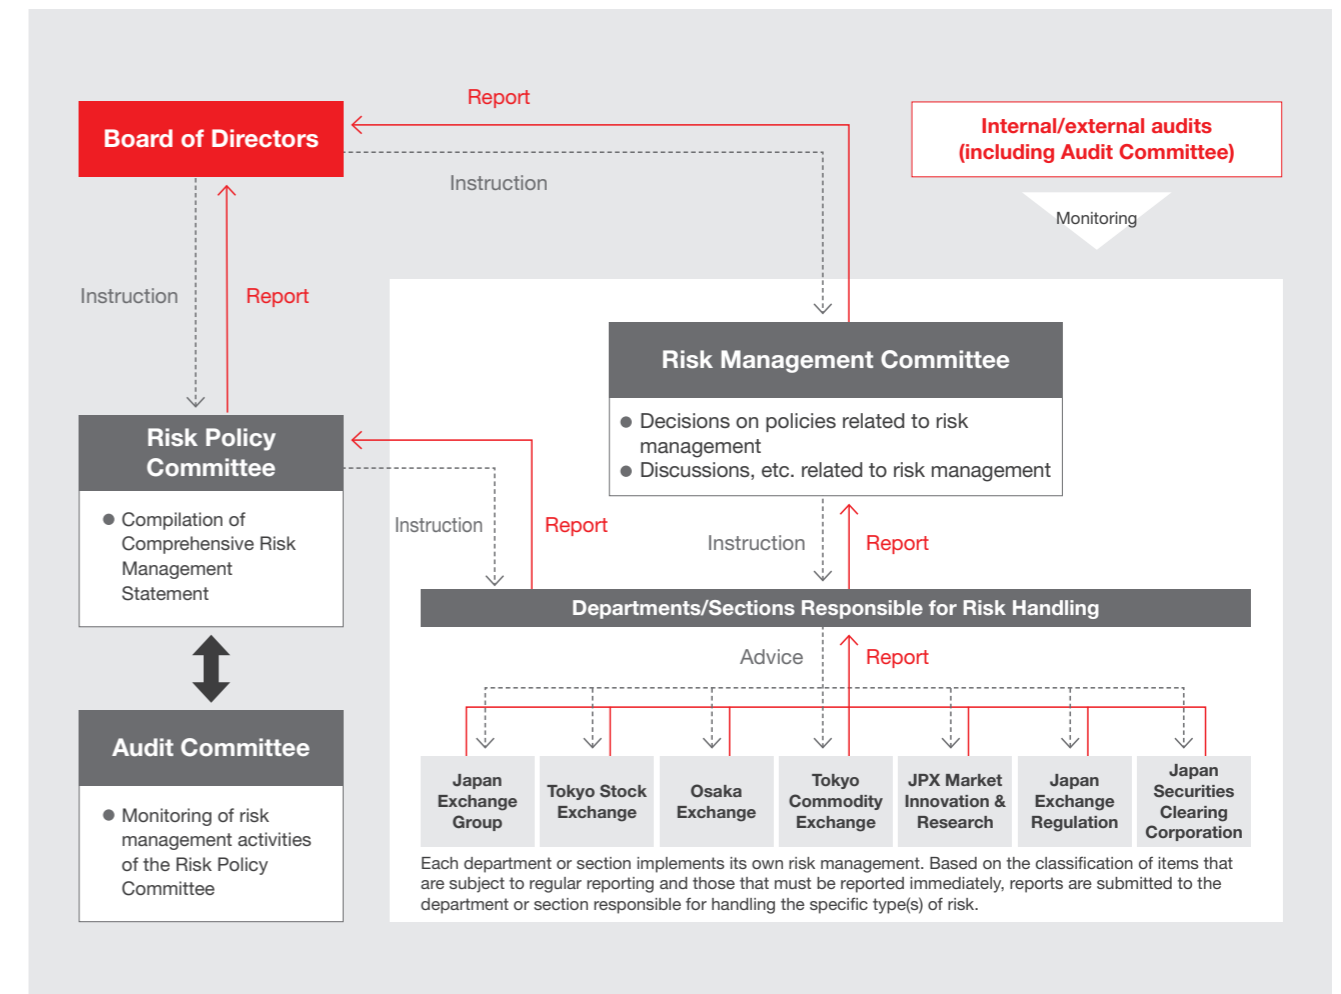 Report
Board of Directors
Internal/external audits
(including Audit Committee)
Instruction
Monitoring
Instruction
Report
Risk Management Committee
● Decisions on policies related to risk
management
● Discussions, etc. related to risk management
Risk Policy
Committee
● Compilation of
Comprehensive Risk
Management
Statement
Instruction
Report
Instruction
Report
Departments/Sections Responsible for Risk Handling
Advice
Report
Audit Committee
● Monitoring of risk
management activities
of the Risk Policy
Committee
Japan
Exchange
Group
Tokyo Stock
Exchange
Osaka
Exchange
Tokyo
Commodity
Exchange
JPX Market
Innovation &
Research
Japan
Exchange
Regulation
Japan
Securities
Clearing
Corporation
Each department or section implements its own risk management. Based on the classification of items that
are subject to regular reporting and those that must be reported immediately, reports are submitted to the
department or section responsible for handling the specific type(s) of risk.